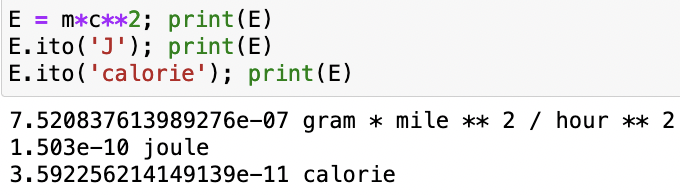 E = m*c**2; print(E)
E.ito('J'); print(E)
E.ito('calorie'); print(E)
7.520837613989276e-07 gram * mile ** 2 / hour ** 2
1.503e-10 joule
3.592256214149139e-11 calorie